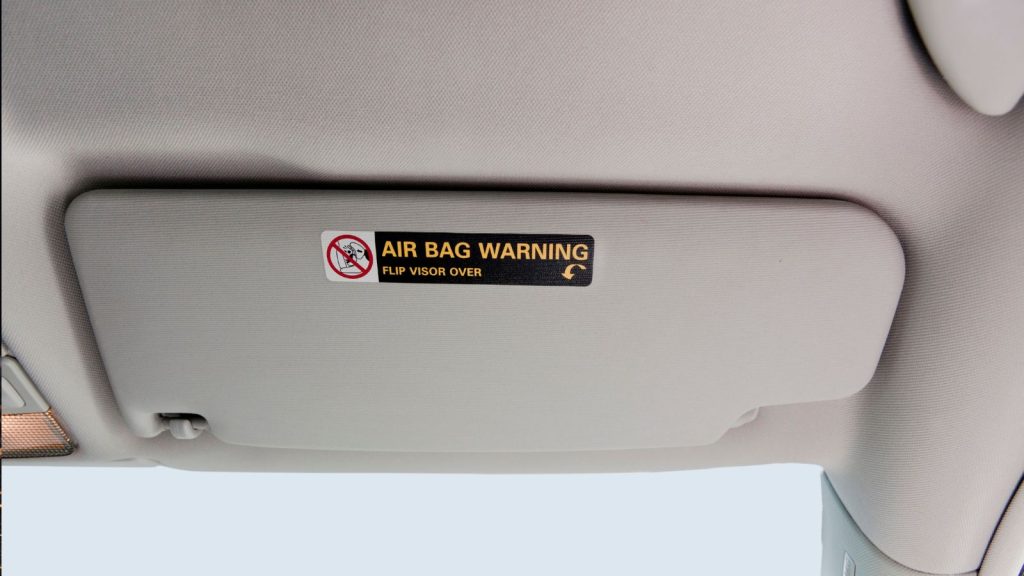 AIR BAG WARNING
FLIP VISOR OVER